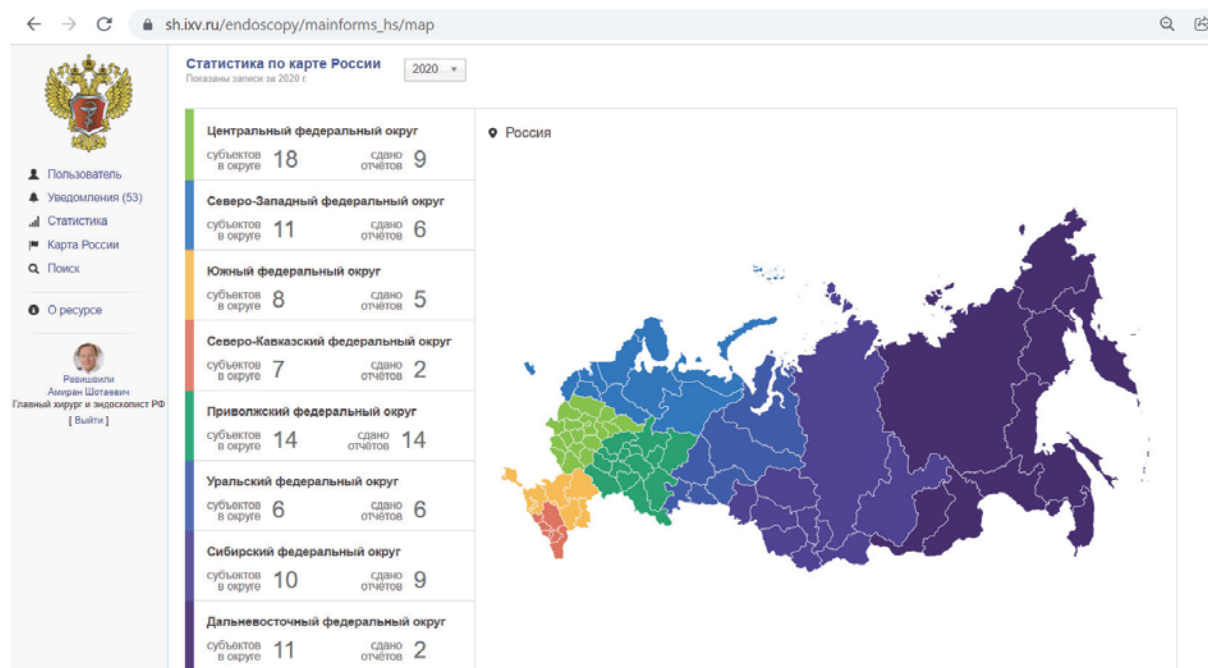 sh.ixv.ru/endoscopy/mainforms_hs/map
Статистика по карте России
2020
Показаны записи за 2020 г.
Пользователь
Уведомления (53)
Статистика
Карта России
Поиск
О ресурсе
Ревишвили
Амиран Шотаевич
Главный хирург и эндоскопист РФ
[ Выйти ]
Центральный федеральный округ
субъектов в округе 18 сдано отчётов 9
Северо-Западный федеральный округ
субъектов в округе 11 сдано отчётов 6
Южный федеральный округ
субъектов в округе 8 сдано отчётов 5
Северо-Кавказский федеральный округ
субъектов в округе 7 сдано отчётов 2
Приволжский федеральный округ
субъектов в округе 14 сдано отчётов 14
Уральский федеральный округ
субъектов в округе 6 сдано отчётов 6
Сибирский федеральный округ
субъектов в округе 10 сдано отчётов 9
Дальневосточный федеральный округ
субъектов в округе 11 сдано отчётов 2
Россия